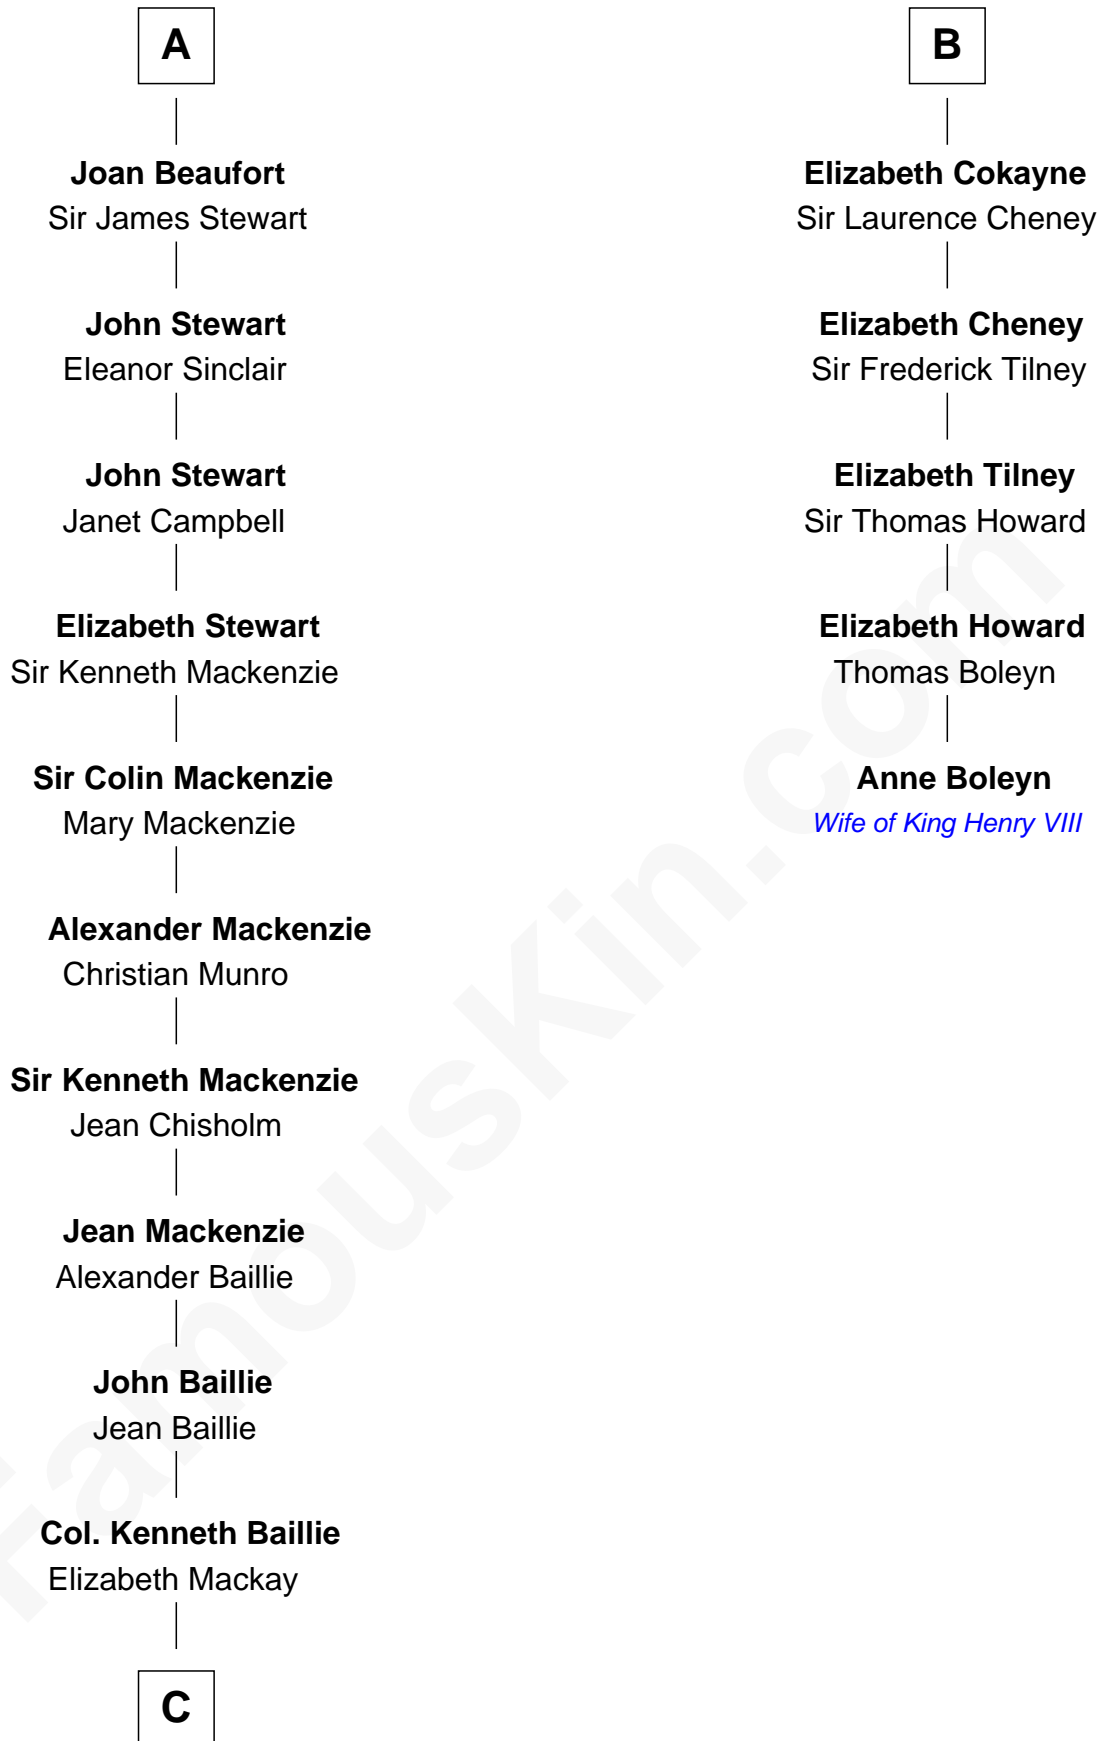 A
Joan Beaufort
Sir James Stewart
John Stewart
Eleanor Sinclair
John Stewart
Janet Campbell
Elizabeth Stewart
Sir Kenneth Mackenzie
Sir Colin Mackenzie
Mary Mackenzie
Alexander Mackenzie
Christian Munro
Sir Kenneth Mackenzie
Jean Chisholm
Jean Mackenzie
Alexander Baillie
John Baillie
Jean Baillie
Col. Kenneth Baillie
Elizabeth Mackay
C
B
Elizabeth Cokayne
Sir Laurence Cheney
Elizabeth Cheney
Sir Frederick Tilney
Elizabeth Tilney
Sir Thomas Howard
Elizabeth Howard
Thomas Boleyn
Anne Boleyn
Wife of King Henry VIII
FamousKin.com